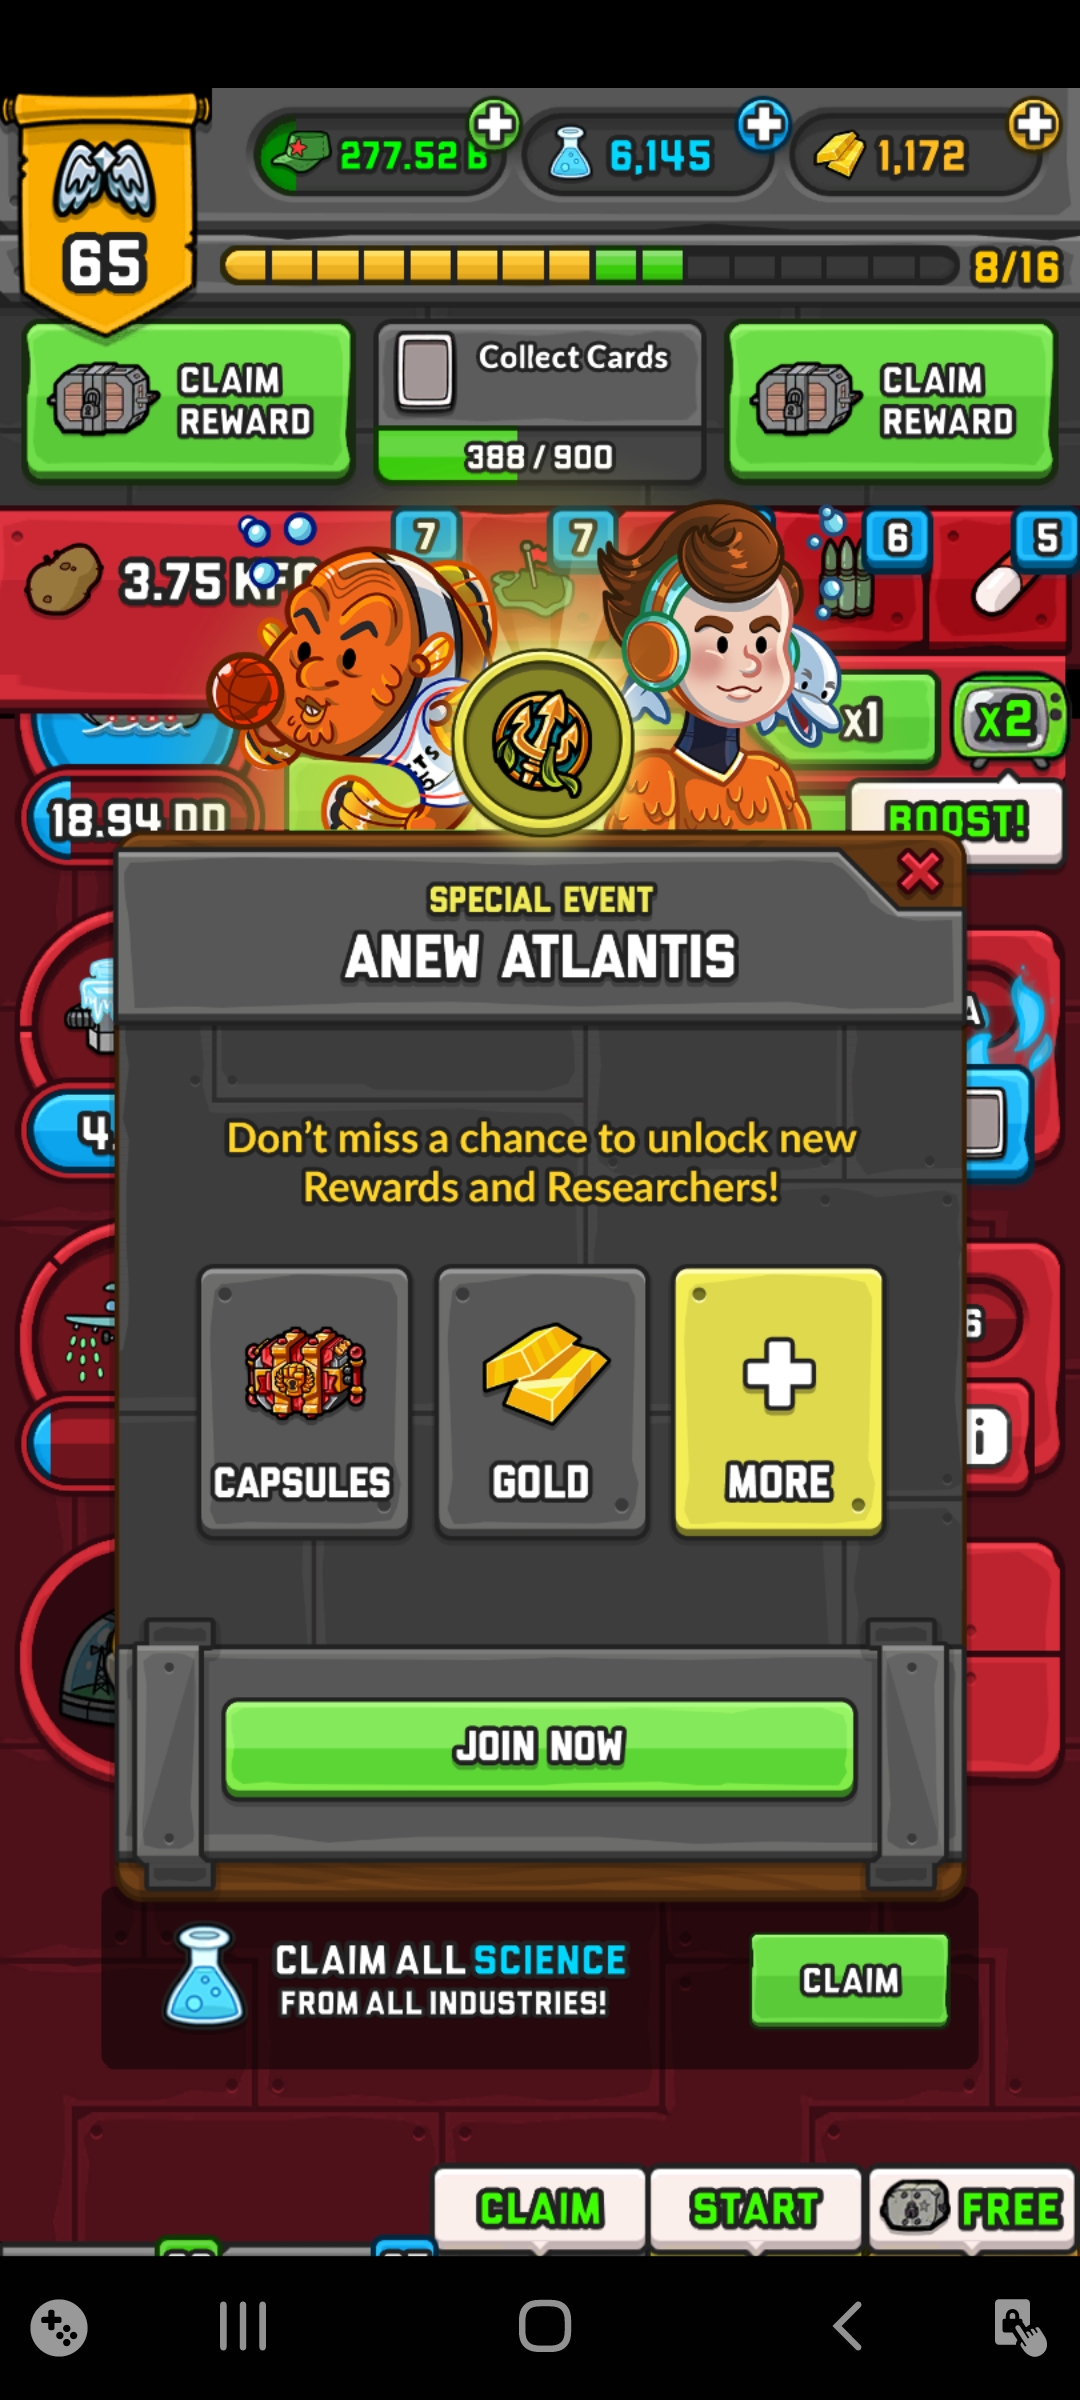 277.52 B
6,145
1,172
65
8/16
CLAIM
REWARD
Collect Cards
388 / 900
CLAIM
REWARD
7
7
6
5
3.75 K
x1
x2
18.94 DD
BOOST!
SPECIAL EVENT
ANEW ATLANTIS
4.
Don't miss a chance to unlock new
Rewards and Researchers!
i
CAPSULES
GOLD
MORE
JOIN NOW
CLAIM ALL SCIENCE
FROM ALL INDUSTRIES!
CLAIM
CLAIM
START
FREE